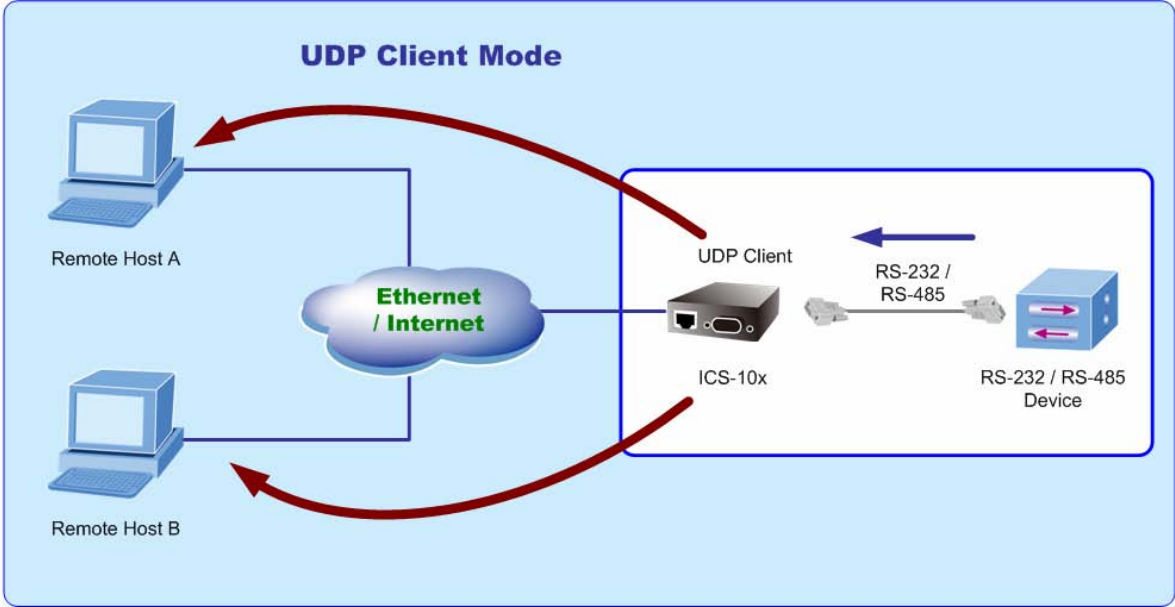 UDP Client Mode
Remote Host A
UDP Client
RS-232 /
RS-485
Ethernet
/ Internet
ICS-10x
RS-232 / RS-485
Device
Remote Host B